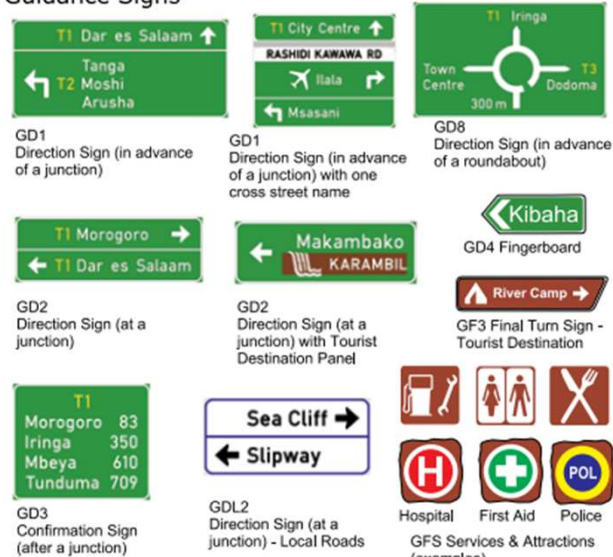 Guidance Signs
T1 Dar es Salaam
Tanga
T2 Moshi
Arusha
GD1
Direction Sign (in advance
of a junction)
T1 City Centre
RASHIDI KAWAWA RD
Ilala
Msasani
GD1
Direction Sign (in advance
of a junction) with one
cross street name
T1 Iringa
Town
Centre
T3
Dodoma
300 m
GD8
Direction Sign (in advance
of a roundabout)
T1 Morogoro
T1 Dar es Salaam
GD2
Direction Sign (at a
junction)
Makambako
KARAMBIL
GD2
Direction Sign (at a
junction) with Tourist
Destination Panel
Kibaha
GD4 Fingerboard
River Camp
GF3 Final Turn Sign -
Tourist Destination
T1
Morogoro 83
Iringa 350
Mbeya 610
Tunduma 709
GD3
Confirmation Sign
(after a junction)
Sea Cliff
Slipway
GDL2
Direction Sign (at a
junction) - Local Roads
H
POL
Hospital First Aid Police
GFS Services & Attractions
(examples)